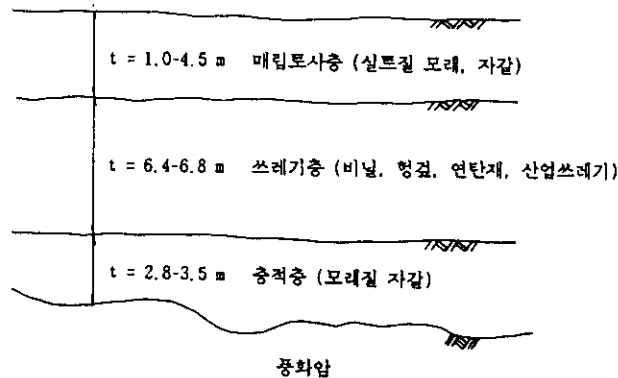 t = 1.0-4.5 m 매립토사층 (실트질 모래, 자갈)
t = 6.4-6.8 m 쓰레기층 (비닐, 헝겊, 연탄재, 산업쓰레기)
t = 2.8-3.5 m 충적층 (모래질 자갈)
풍화암